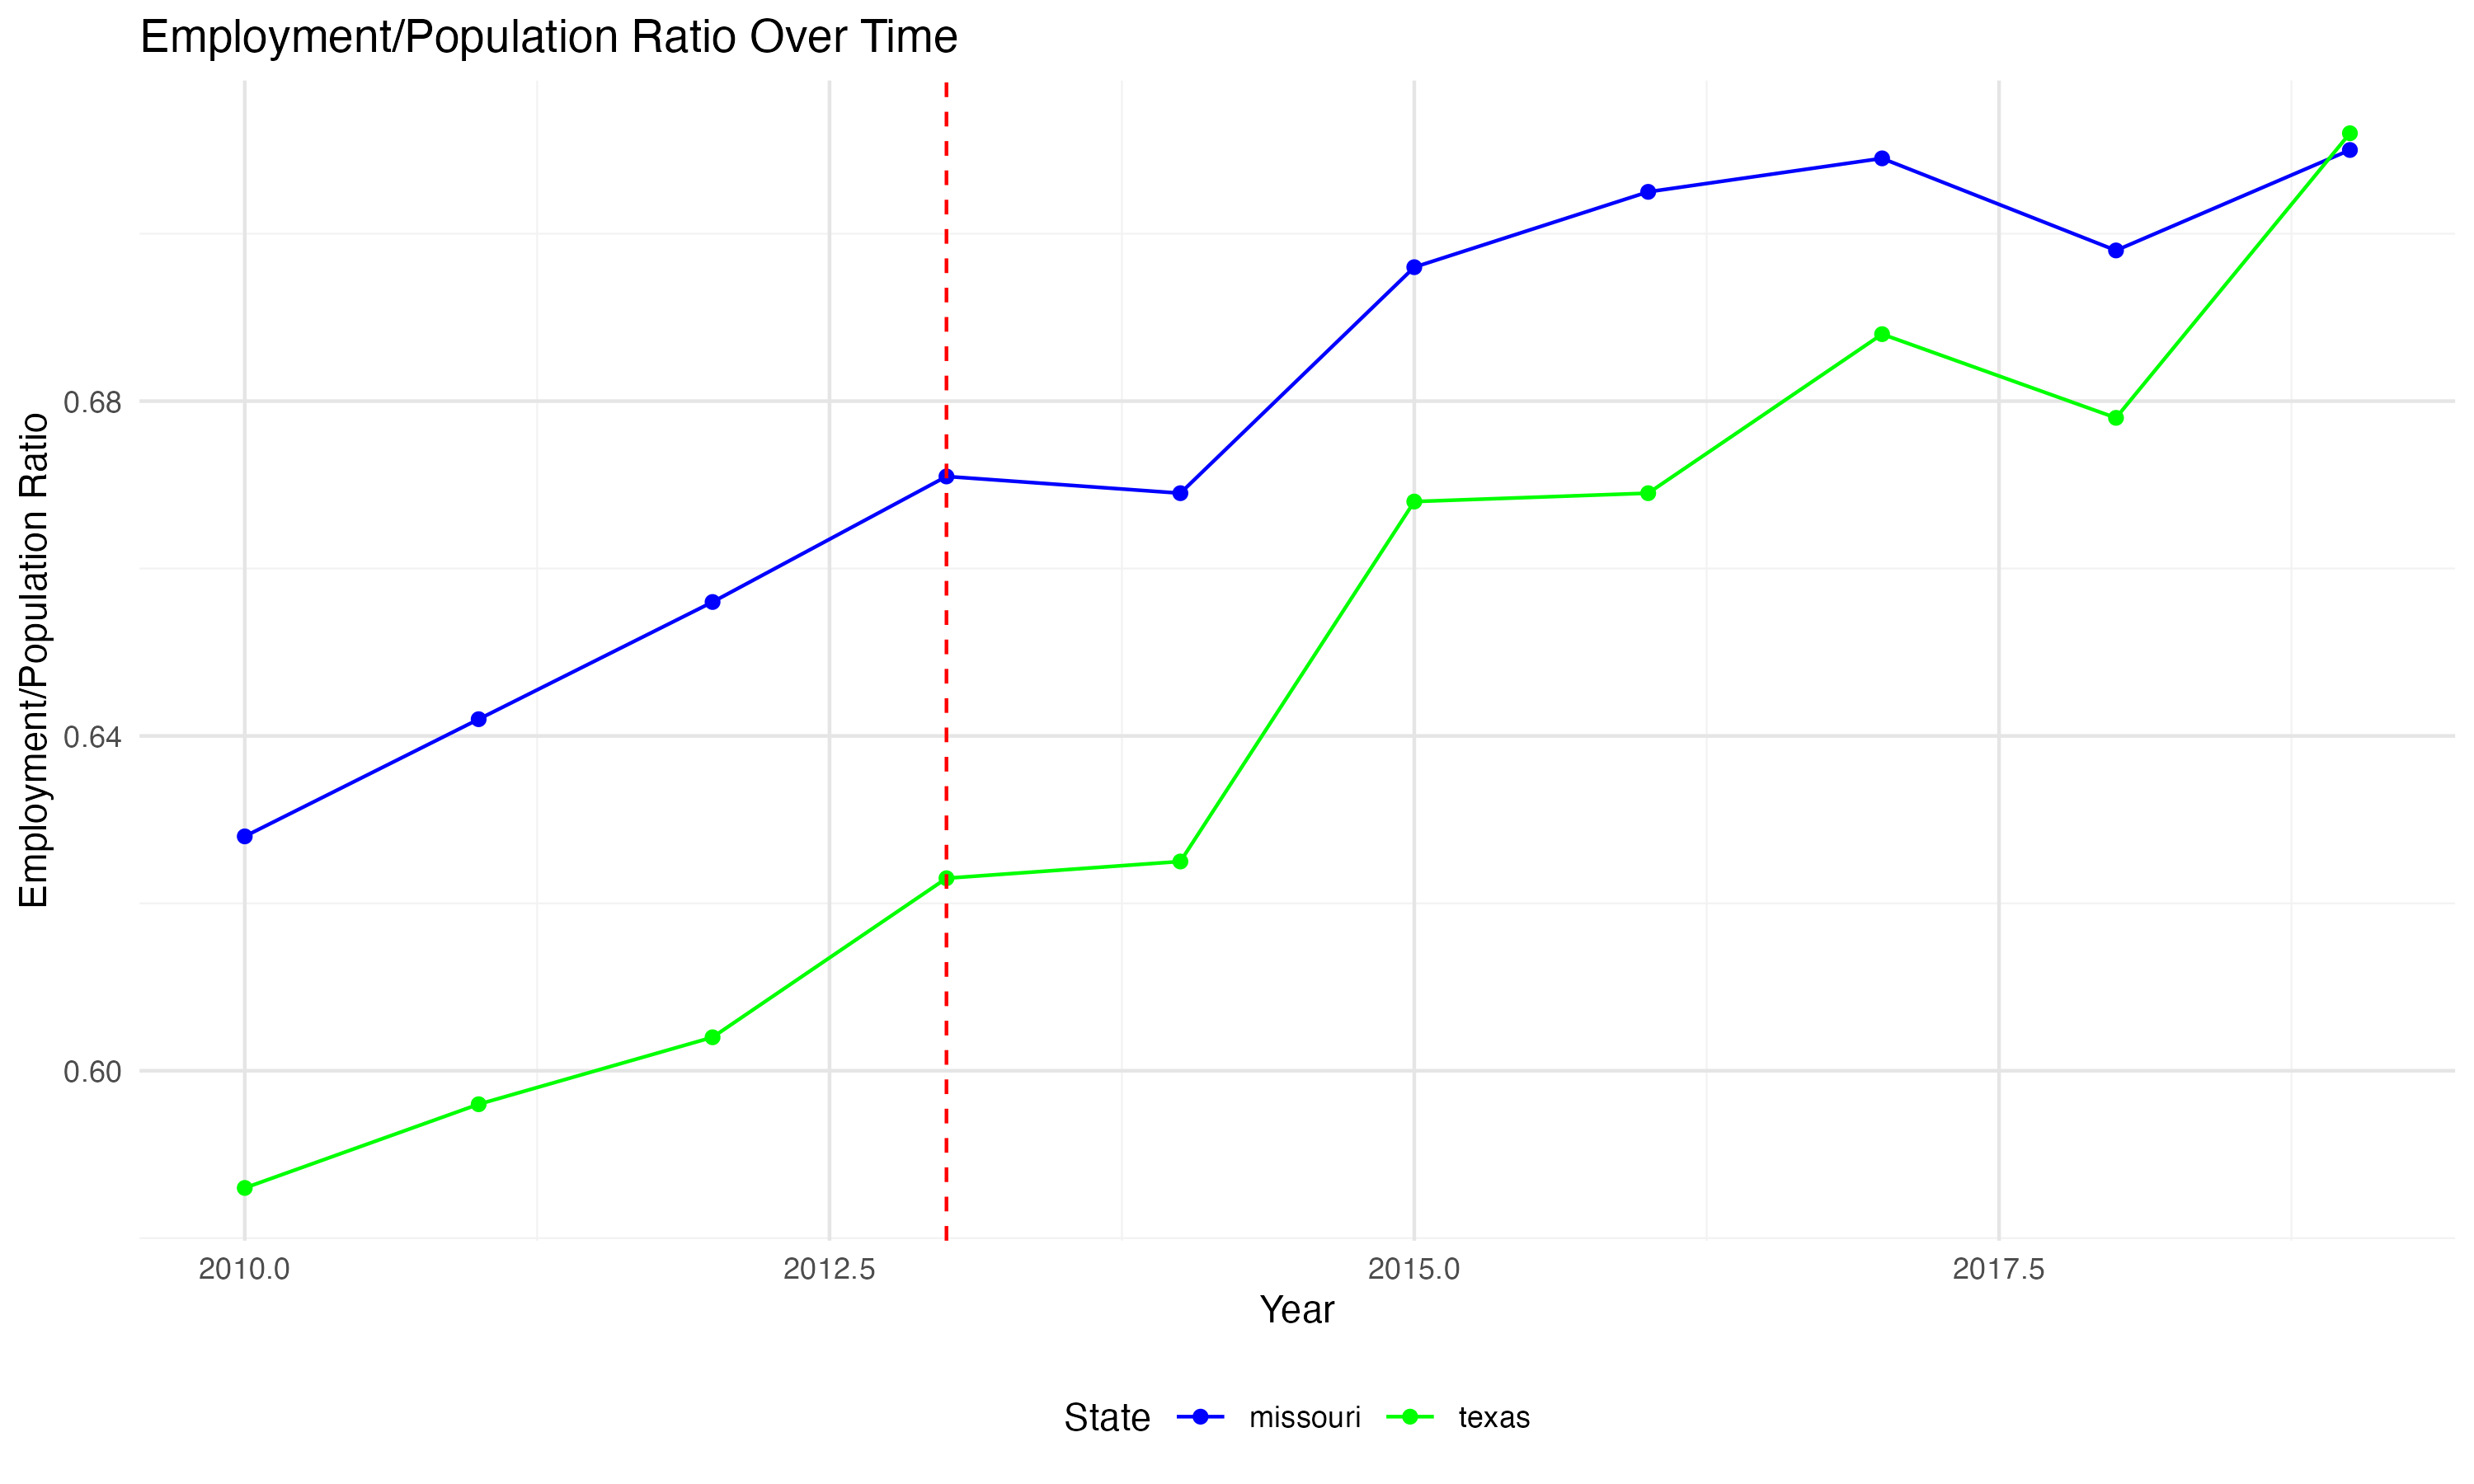 Employment/Population Ratio Over Time
Employment/Population Ratio
0.68
0.64
0.60
2010.0 2012.5 2015.0 2017.5
Year
State missouri texas